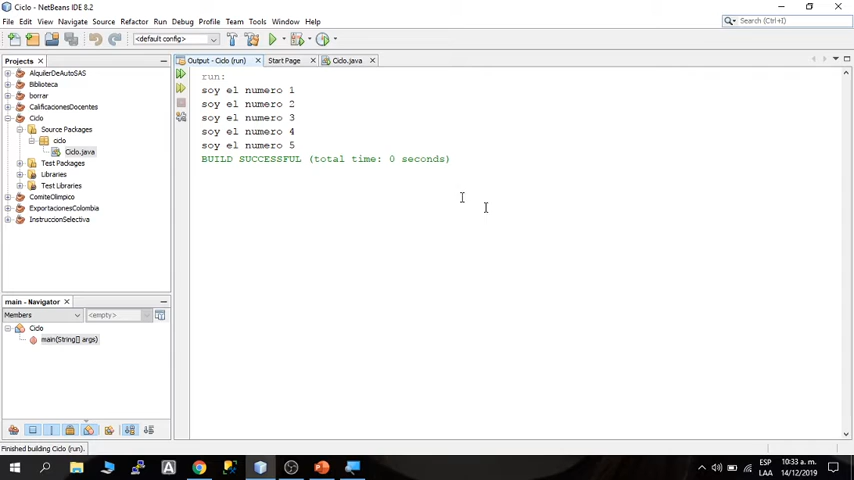 Ciclo - NetBeans IDE 8.2
File Edit View Navigate Source Refactor Run Debug Profile Team Tools Window Help
Search (Ctrl+I)
<default config>
Projects
Output - Ciclo (run) Start Page Ciclo.java
AlquilerDeAutoSAS
Biblioteca
borrar
CalificacionesDocentes
Ciclo
Source Packages
ciclo
Ciclo.java
Test Packages
Libraries
Test Libraries
ComiteOlimpico
ExportacionesColombia
InstruccionSelectiva
run:
soy el numero 1
soy el numero 2
soy el numero 3
soy el numero 4
soy el numero 5
BUILD SUCCESSFUL (total time: 0 seconds)
main - Navigator
Members <empty>
Ciclo
main(String[] args)
Finished building Ciclo (run).
ESP
LAA
10:33 a. m.
14/12/2019